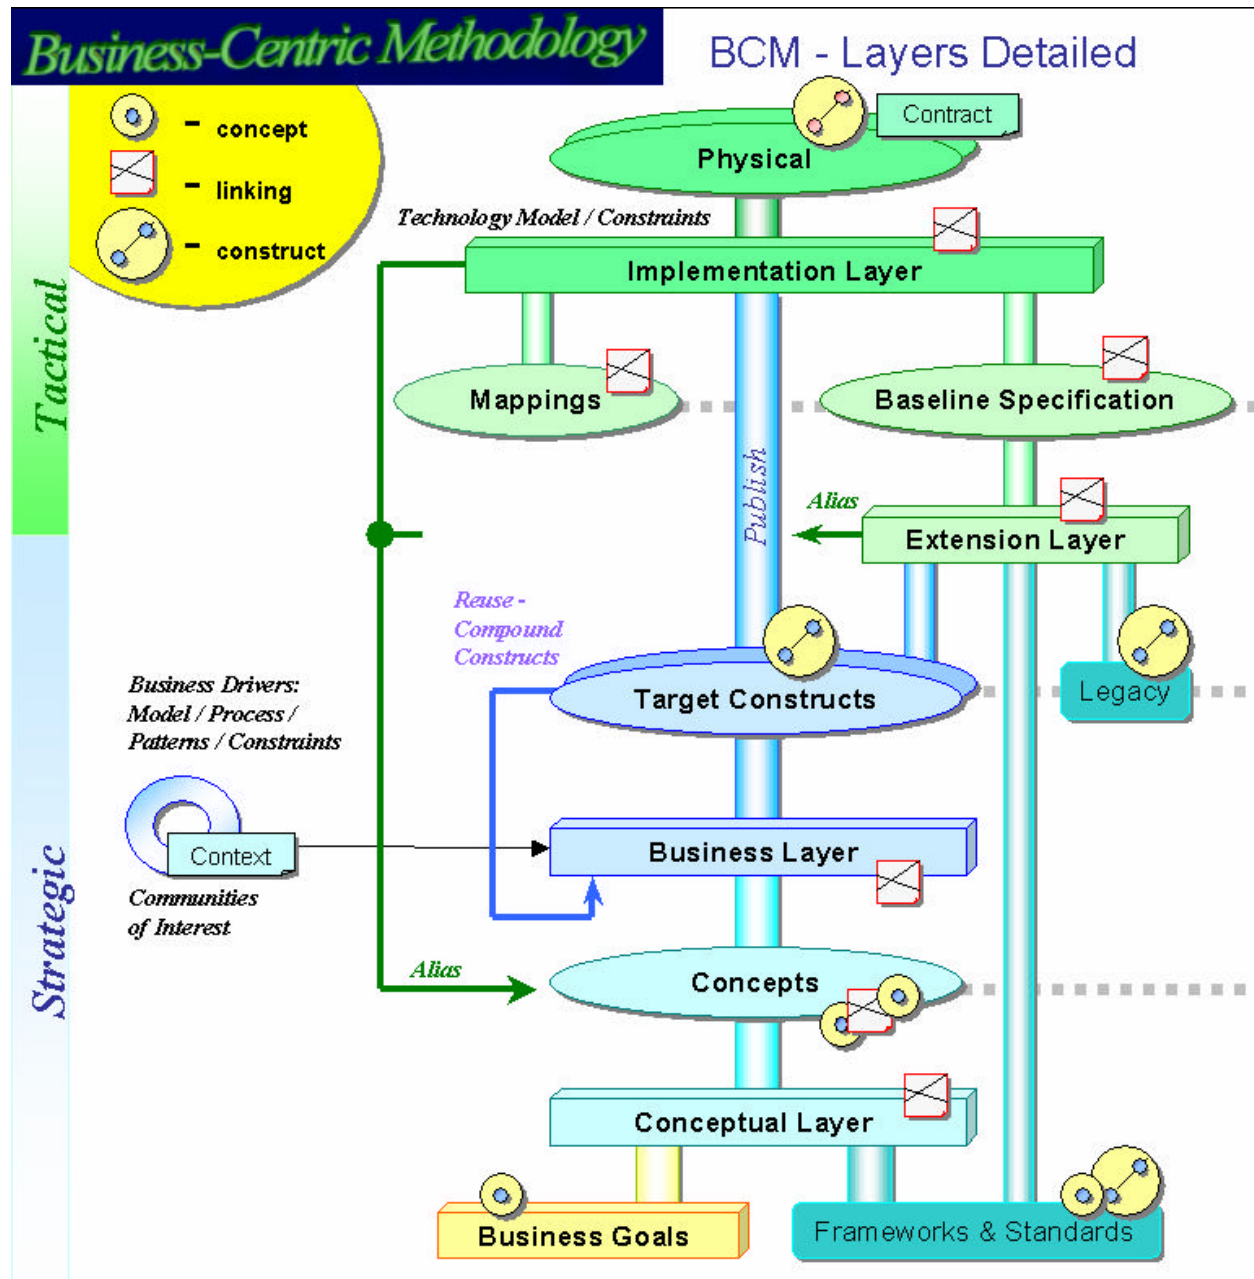 Business-Centric Methodology
BCM - Layers Detailed
– concept
– linking
– construct
Contract
Physical
Technology Model / Constraints
Implementation Layer
Tactical
Mappings
Baseline Specification
Publish
Alias
Extension Layer
Reuse -
Compound
Constructs
Target Constructs
Legacy
Business Drivers:
Model / Process /
Patterns / Constraints
Context
Business Layer
Communities
of Interest
Strategic
Alias
Concepts
Conceptual Layer
Business Goals
Frameworks & Standards